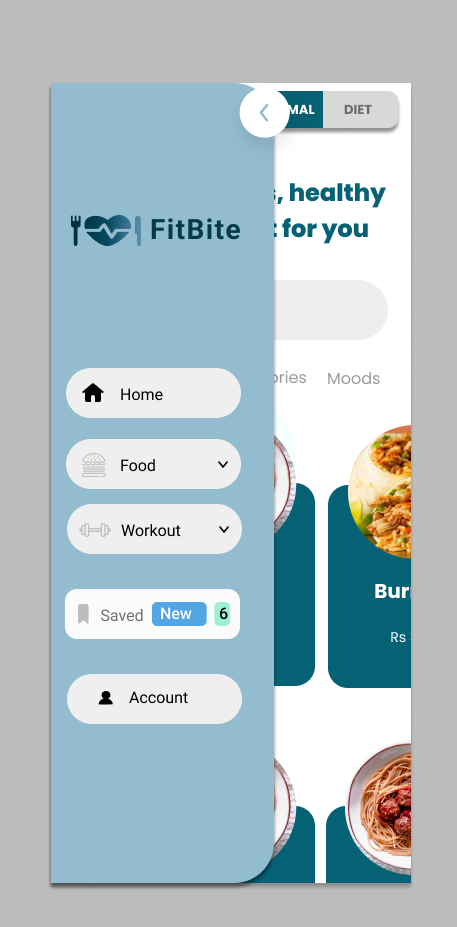 MAL DIET
s, healthy
FitBite
t for you
ories Moods
Home
Food
Workout
Saved New 6
Account
Bur
Rs